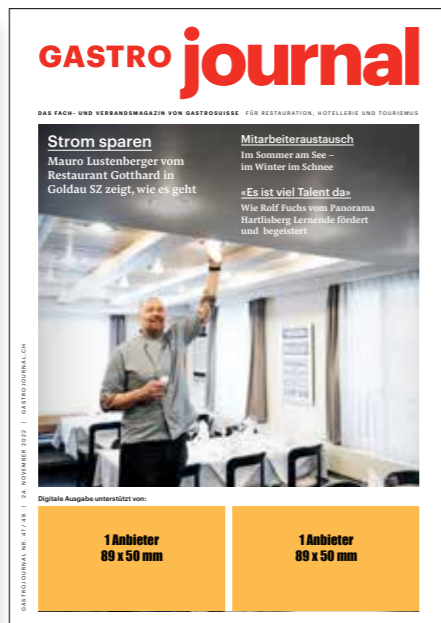 GASTRO journal
DAS FACH- UND VERBANDSMAGAZIN VON GASTROSUISSE FÜR RESTAURATION, HOTELLERIE UND TOURISMUS
Strom sparen
Mauro Lustenberger vom
Restaurant Gotthard in
Goldau SZ zeigt, wie es geht
Mitarbeiteraustausch
Im Sommer am See –
im Winter im Schnee
«Es ist viel Talent da»
Wie Rolf Fuchs vom Panorama
Hartlisberg Lernende fördert
und begeistert
GASTROJOURNAL NR. 47/48 | 24. NOVEMBER 2022 | GASTROJOURNAL.CH
Digitale Ausgabe unterstützt von:
1 Anbieter
89 x 50 mm
1 Anbieter
89 x 50 mm